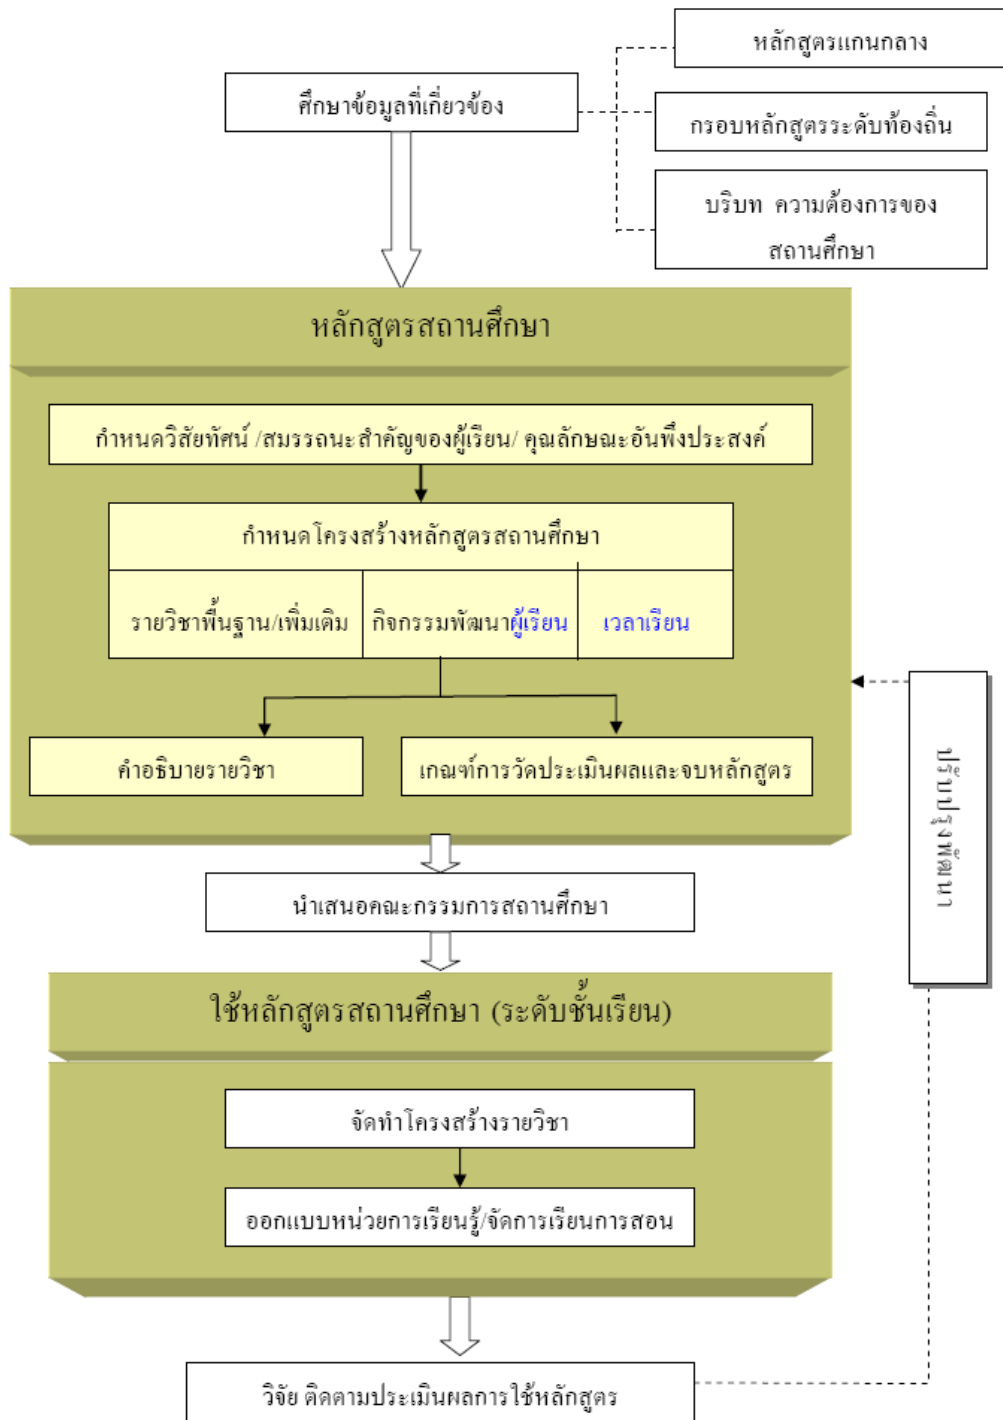 หลักสูตรแกนกลาง
ศึกษาข้อมูลที่เกี่ยวข้อง
กรอบหลักสูตรระดับท้องถิ่น
บริบท ความต้องการของ
สถานศึกษา
หลักสูตรสถานศึกษา
กำหนดวิสัยทัศน์ /สมรรถนะสำคัญของผู้เรียน/ คุณลักษณะอันพึงประสงค์
กำหนดโครงสร้างหลักสูตรสถานศึกษา
รายวิชาพื้นฐาน/เพิ่มเติม
กิจกรรมพัฒนาผู้เรียน
เวลาเรียน
คำอธิบายรายวิชา
เกณฑ์การวัดประเมินผลและจบหลักสูตร
ปรับปรุงพัฒนา
นำเสนอคณะกรรมการสถานศึกษา
ใช้หลักสูตรสถานศึกษา (ระดับชั้นเรียน)
จัดทำโครงสร้างรายวิชา
ออกแบบหน่วยการเรียนรู้/จัดการเรียนการสอน
วิจัย ติดตามประเมินผลการใช้หลักสูตร